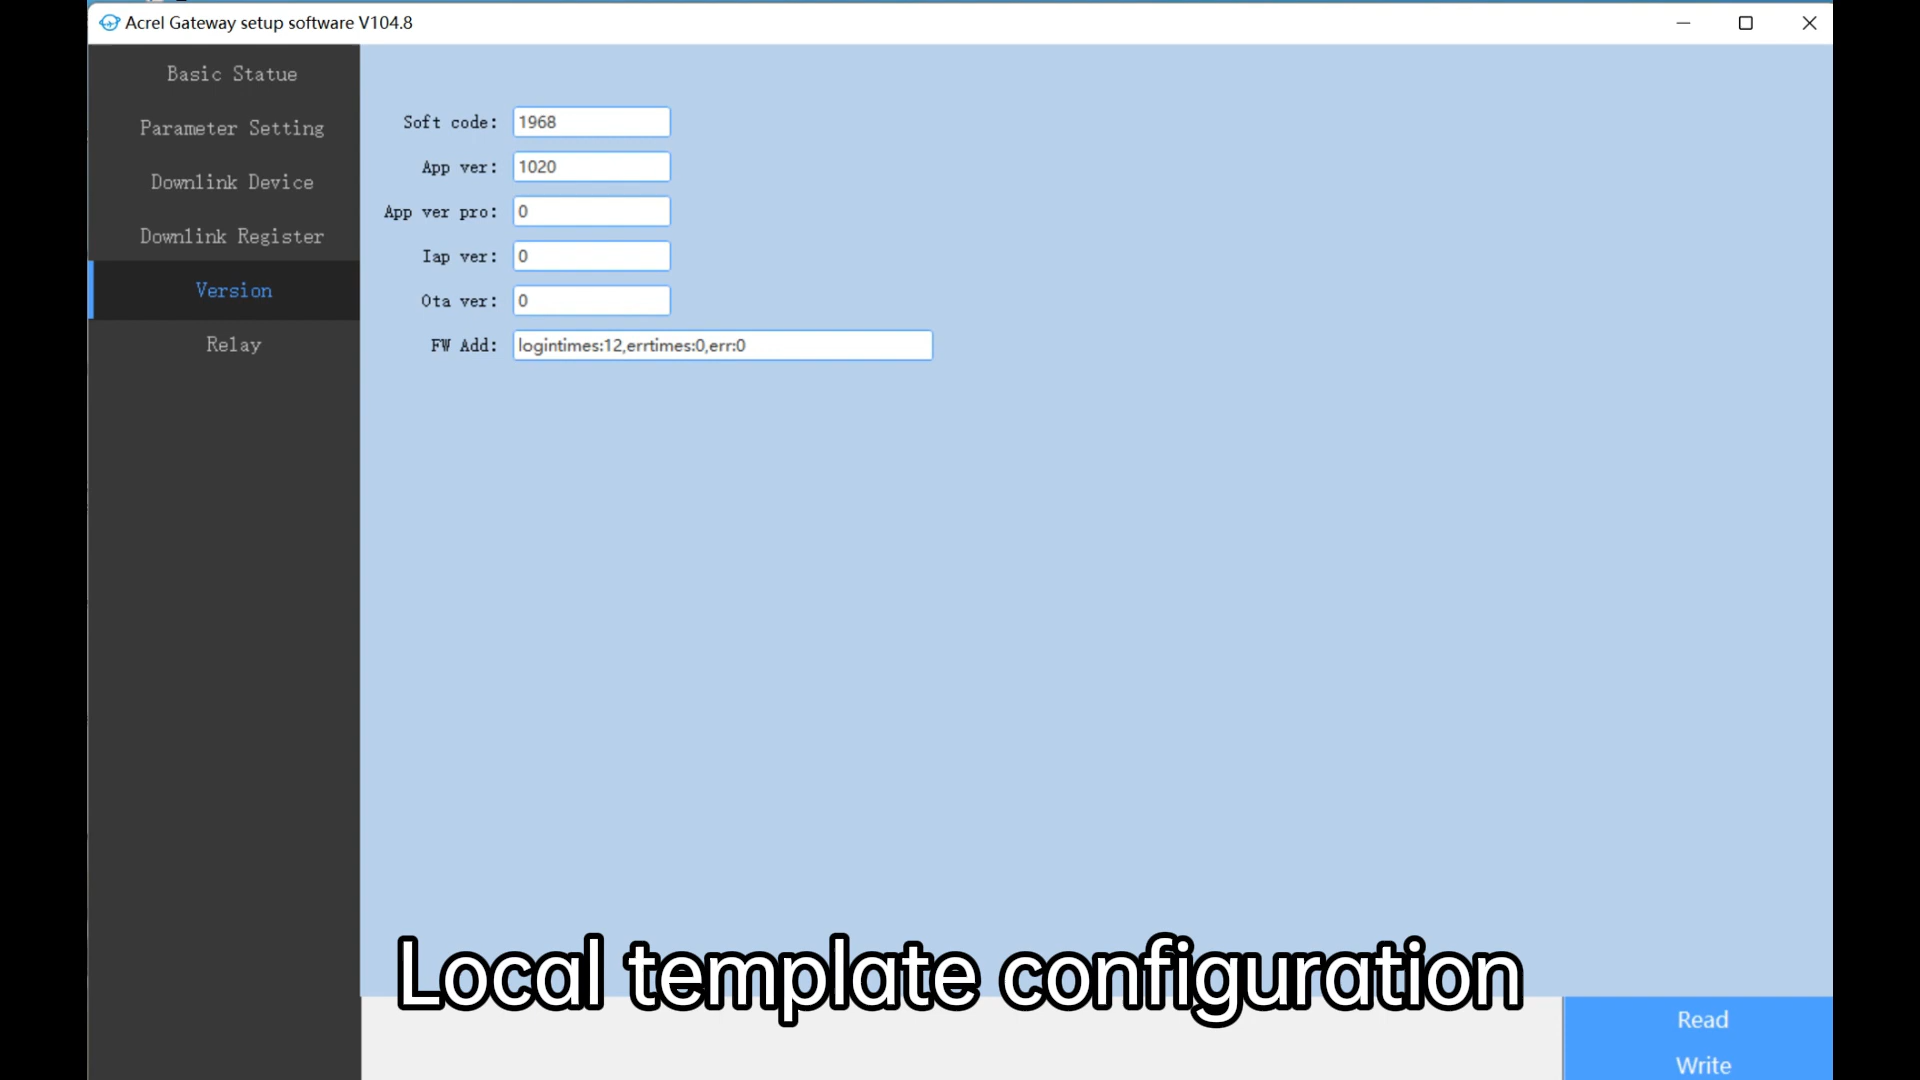 Acrel Gateway setup software V104.8
Basic Statue
Parameter Setting
Downlink Device
Downlink Register
Version
Relay
Soft code: 1968
App ver: 1020
App ver pro: 0
Iap ver: 0
Ota ver: 0
FW Add: logintimes:12,errtimes:0,err:0
Local template configuration
Read
Write